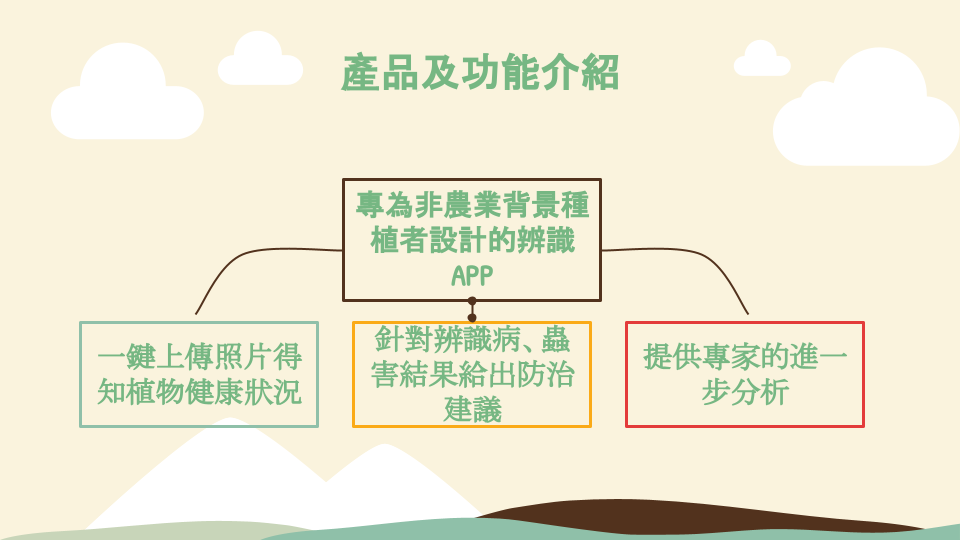 產品及功能介紹
專為非農業背景種
植者設計的辨識
APP
一鍵上傳照片得
知植物健康狀況
針對辨識病、蟲
害結果給出防治
建議
提供專家的進一
步分析